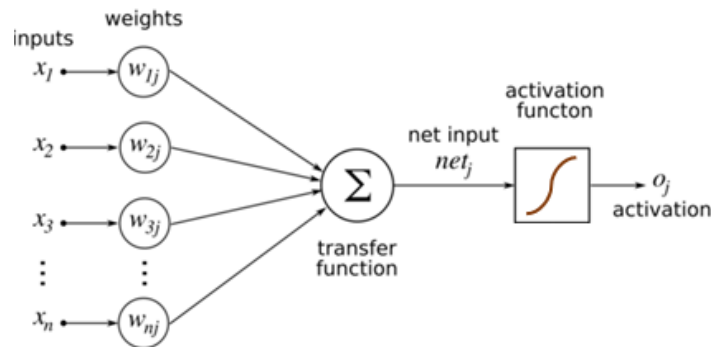 weights
inputs
x1 w1j
activation
functon
x2 w2j
net input
netj
Σ
oj
activation
x3 w3j
transfer
function
⋮ ⋮
xn wnj